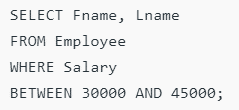 SELECT Fname, Lname
FROM Employee
WHERE Salary
BETWEEN 30000 AND 45000;